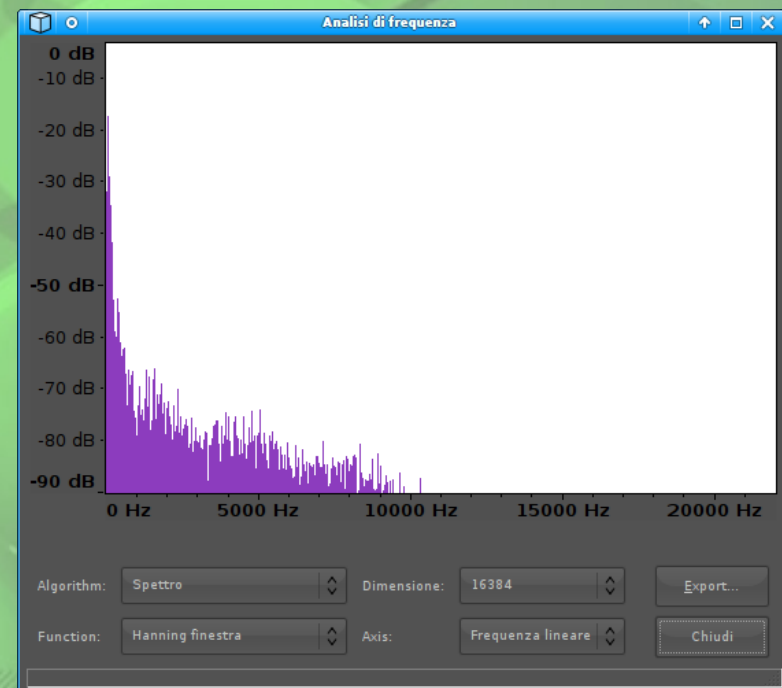 Analisi di frequenza
0 dB
-10 dB
-20 dB
-30 dB
-40 dB
-50 dB
-60 dB
-70 dB
-80 dB
-90 dB
0 Hz 5000 Hz 10000 Hz 15000 Hz 20000 Hz
Algorithm: Spettro Dimensione: 16384 Export...
Function: Hanning finestra Axis: Frequenza lineare Chiudi